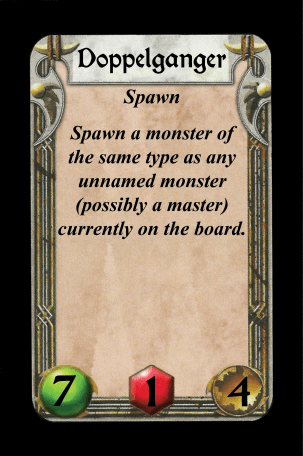 Doppelganger
Spawn
Spawn a monster of
the same type as any
unnamed monster
(possibly a master)
currently on the board.
7 1 4